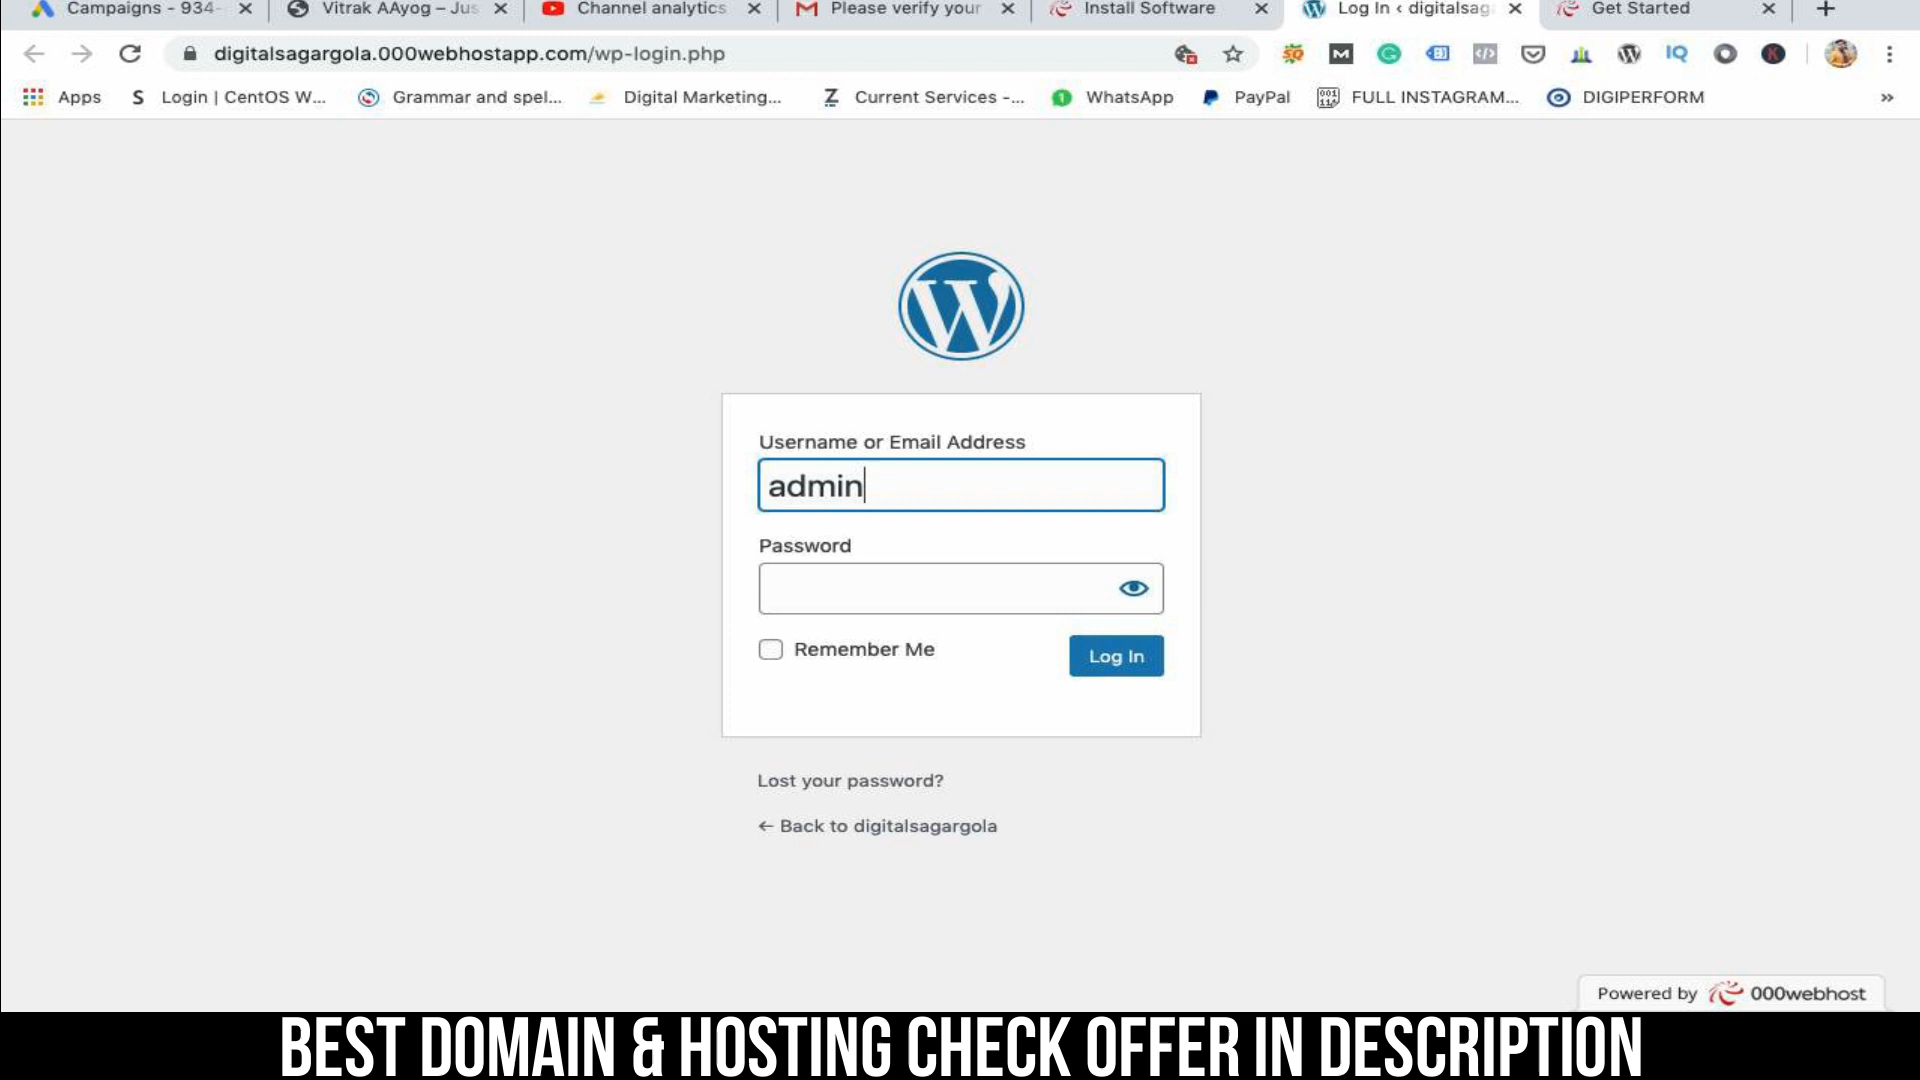 Campaigns - 934-
Vitrak AAyog – Jus
Channel analytics
Please verify your
Install Software
Log In ‹ digitalsag
Get Started
digitalsagargola.000webhostapp.com/wp-login.php
Apps
Login | CentOS W...
Grammar and spel...
Digital Marketing...
Current Services -...
WhatsApp
PayPal
FULL INSTAGRAM...
DIGIPERFORM
Username or Email Address
admin
Password
Remember Me
Log In
Lost your password?
← Back to digitalsagargola
Powered by 000webhost
BEST DOMAIN & HOSTING CHECK OFFER IN DESCRIPTION